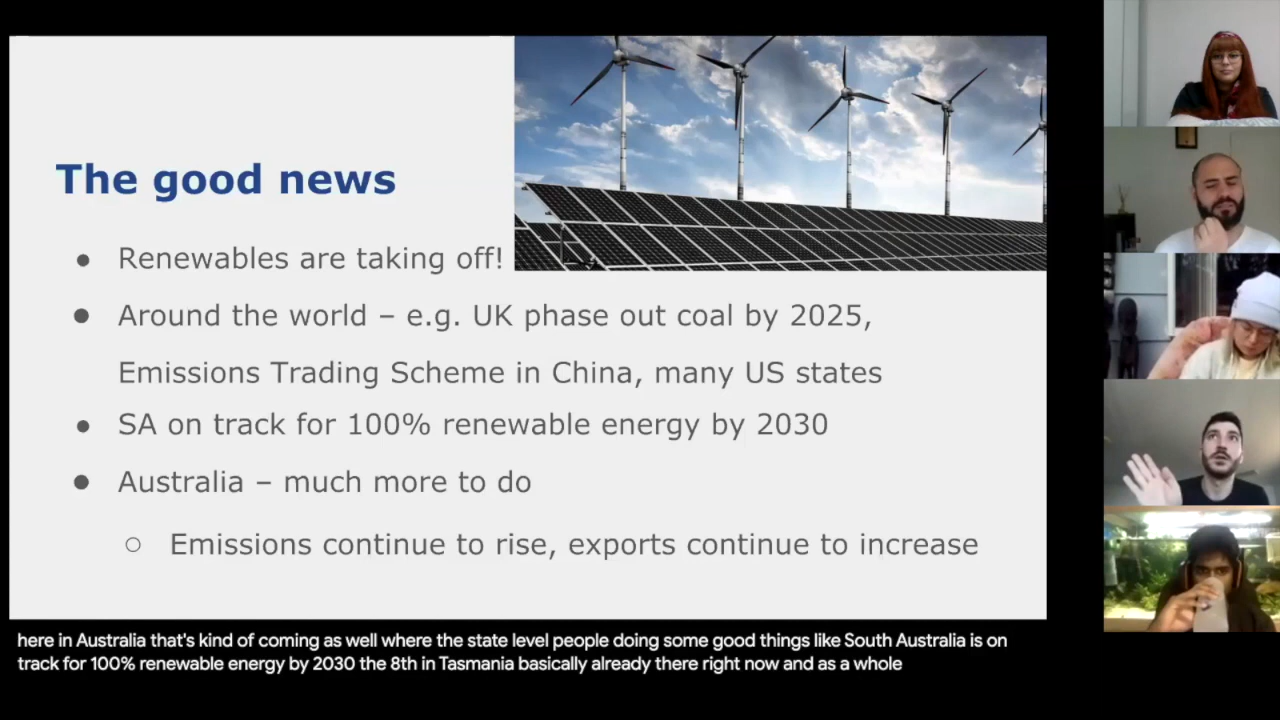 The good news
● Renewables are taking off!
● Around the world – e.g. UK phase out coal by 2025,
Emissions Trading Scheme in China, many US states
● SA on track for 100% renewable energy by 2030
● Australia – much more to do
○ Emissions continue to rise, exports continue to increase
here in Australia that's kind of coming as well where the state level people doing some good things like South Australia is on
track for 100% renewable energy by 2030 the 8th in Tasmania basically already there right now and as a whole